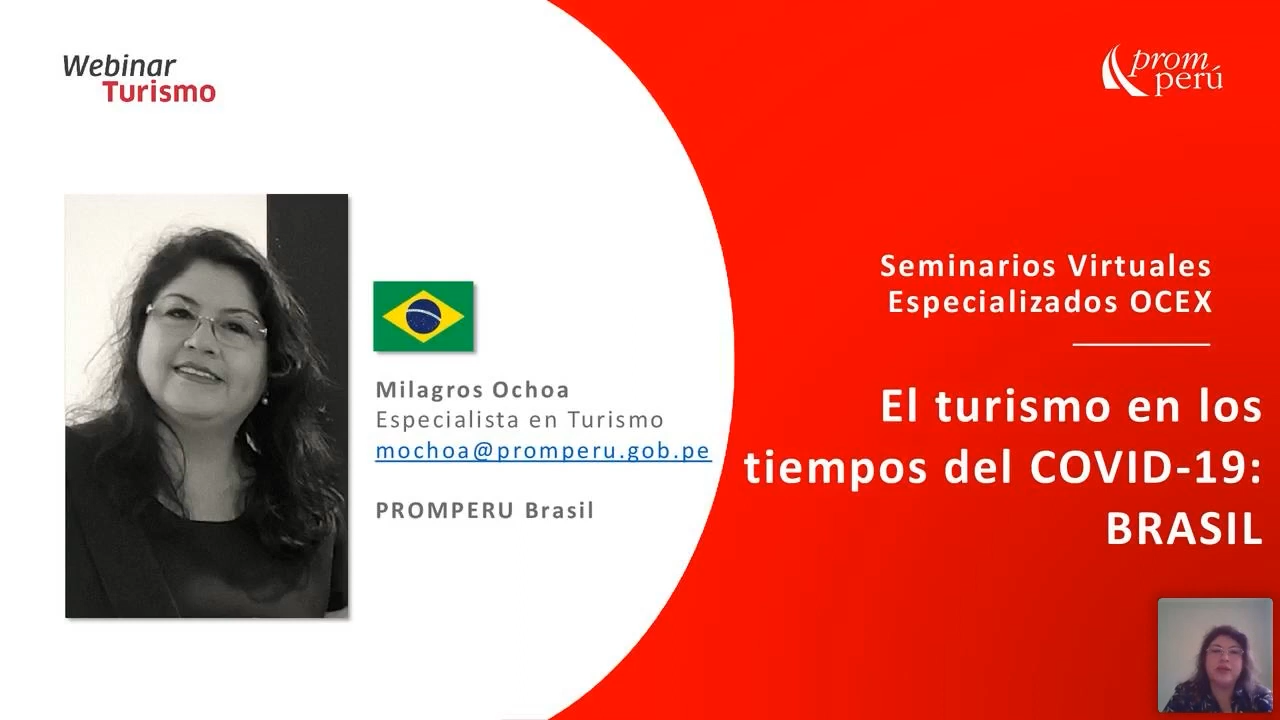 Webinar
Turismo
prom
perú
Milagros Ochoa
Especialista en Turismo
mochoa@promperu.gob.pe
PROMPERU Brasil
Seminarios Virtuales
Especializados OCEX
El turismo en los
tiempos del COVID-19:
BRASIL